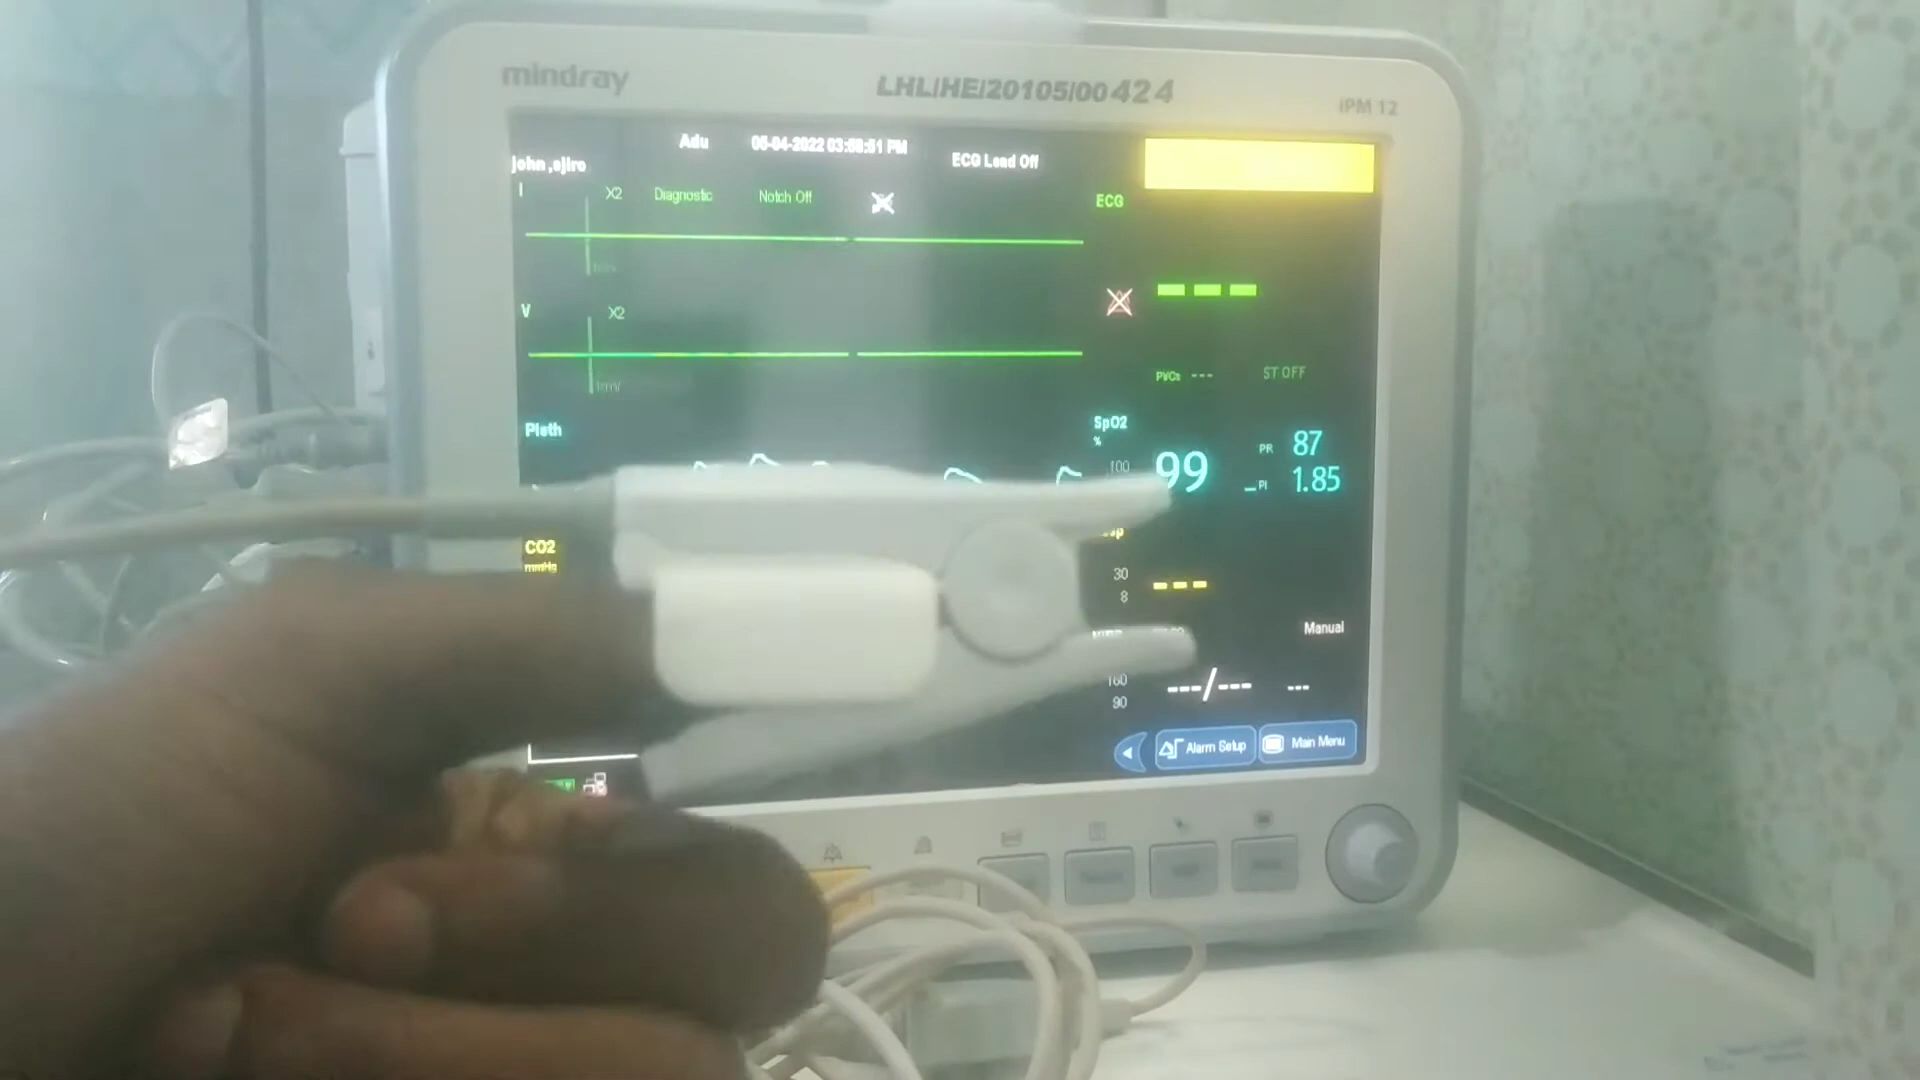 mindray
LHL/HE/20105/00424
iPM 12
Adu
ECG Lead Off
john ,ejiro
I
X2
Diagnostic
Notch Off
ECG
V
X2
1mV
PVCs ---
ST OFF
Pleth
SpO2
%
100
99
PR
87
PI
1.85
CO2
mmHg
30
8
---
Manual
160
90
---/---
---
Alarm Setup
Main Menu